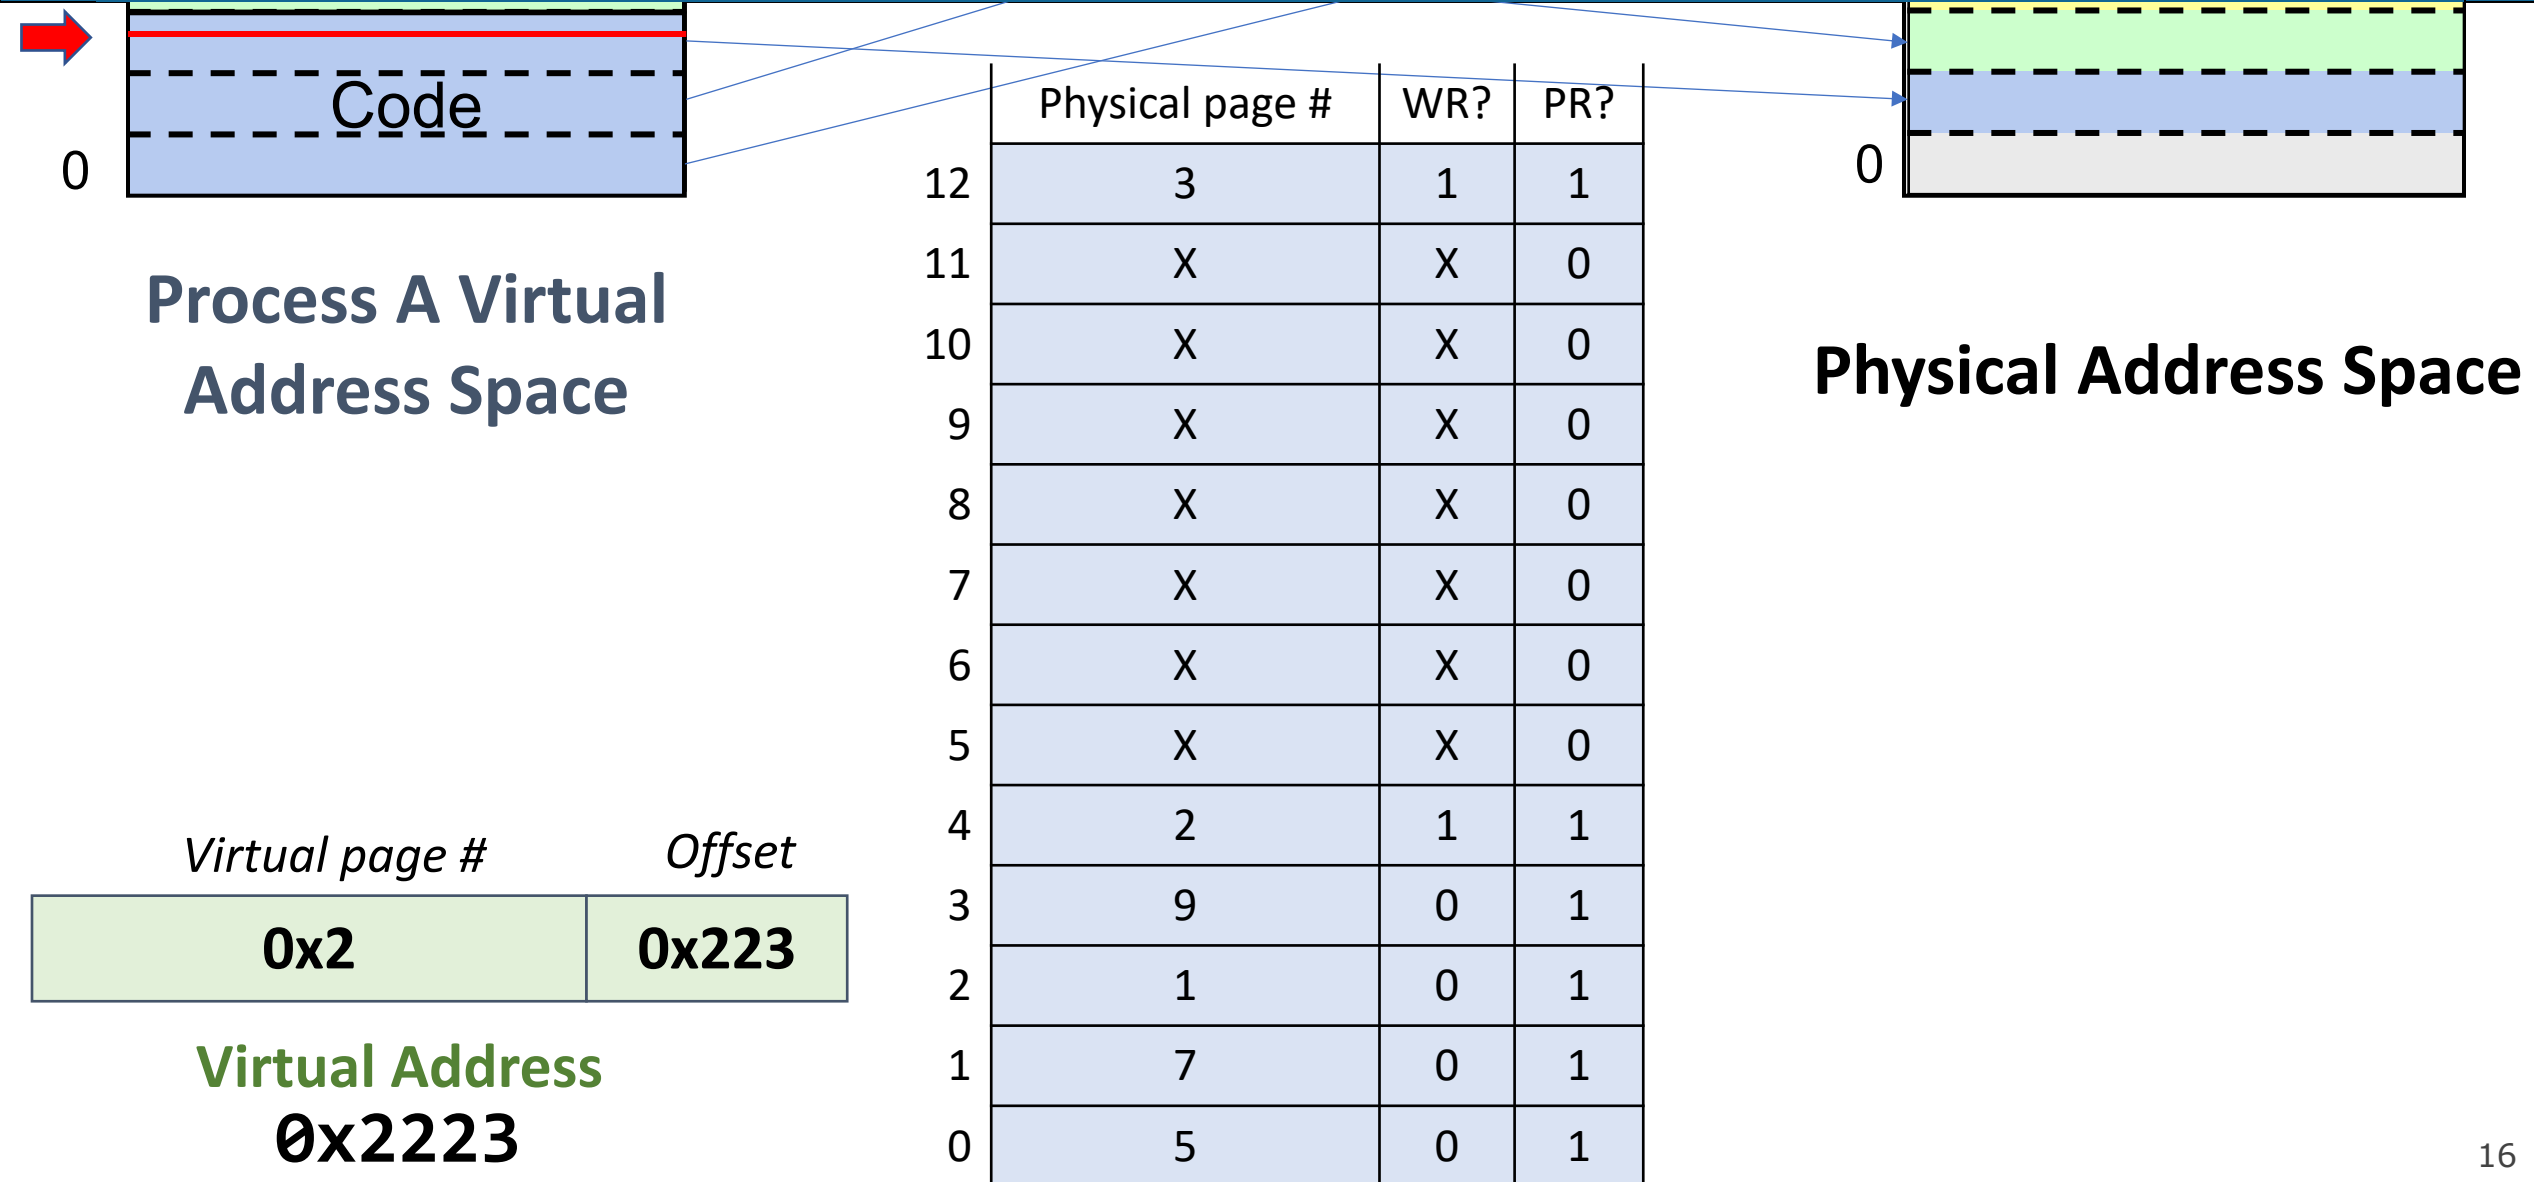 Code
0
Process A Virtual
Address Space
Virtual page # Offset
0x2 0x223
Virtual Address
0x2223
Physical page # WR? PR?
12 3 1 1
11 X X 0
10 X X 0
9 X X 0
8 X X 0
7 X X 0
6 X X 0
5 X X 0
4 2 1 1
3 9 0 1
2 1 0 1
1 7 0 1
0 5 0 1
0
Physical Address Space
16